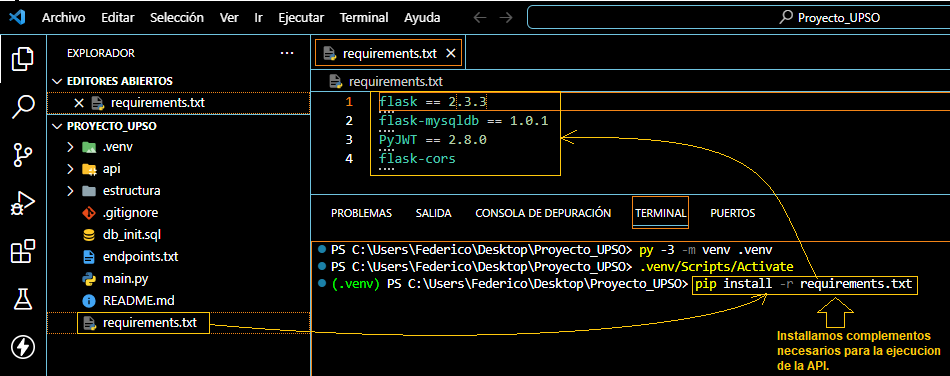 Archivo Editar Selección Ver Ir Ejecutar Terminal Ayuda
Proyecto_UPSO
EXPLORADOR
EDITORES ABIERTOS
requirements.txt
PROYECTO_UPSO
.venv
api
estructura
.gitignore
db_init.sql
endpoints.txt
main.py
README.md
requirements.txt
requirements.txt
requirements.txt
1 flask == 2.3.3
2 flask-mysqldb == 1.0.1
3 PyJWT == 2.8.0
4 flask-cors
PROBLEMAS SALIDA CONSOLA DE DEPURACIÓN TERMINAL PUERTOS
PS C:\Users\Federico\Desktop\Proyecto_UPSO> py -3 -m venv .venv
PS C:\Users\Federico\Desktop\Proyecto_UPSO> .venv/Scripts/Activate
(.venv) PS C:\Users\Federico\Desktop\Proyecto_UPSO> pip install -r requirements.txt
Installamos complementos
necesarios para la ejecucion
de la API.